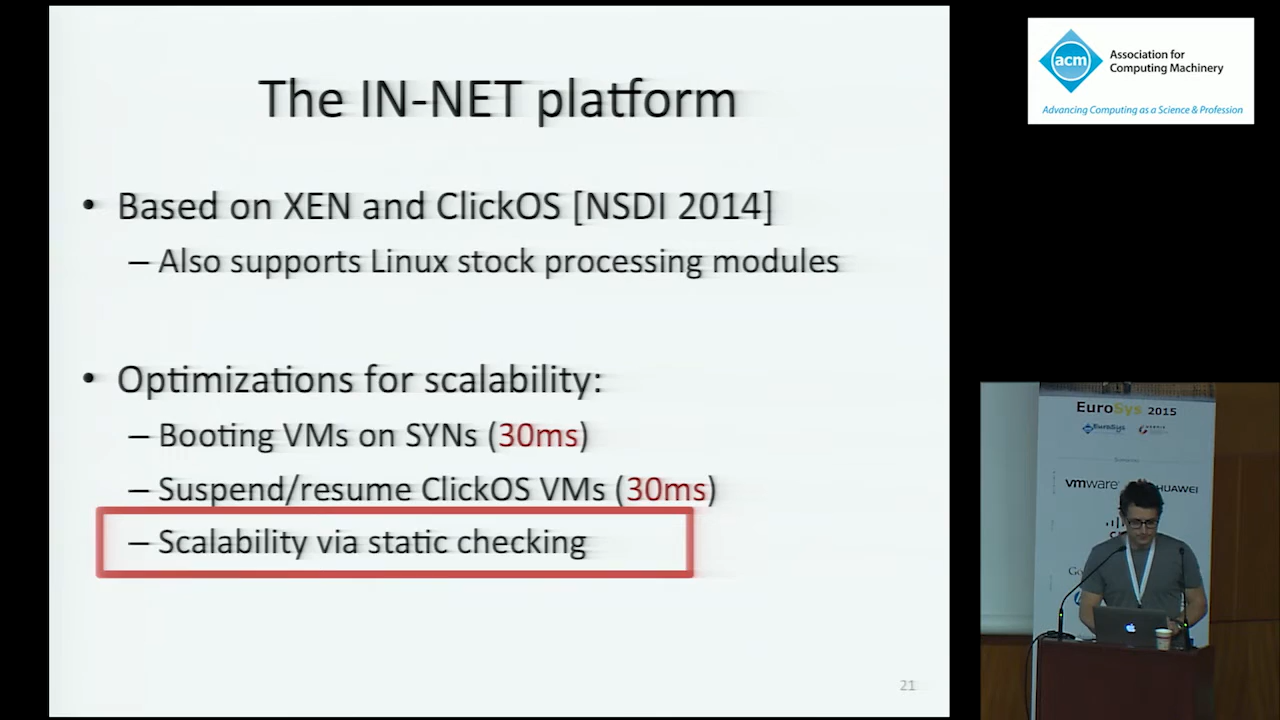 The IN-NET platform
• Based on XEN and ClickOS [NSDI 2014]
– Also supports Linux stock processing modules
• Optimizations for scalability:
– Booting VMs on SYNs (30ms)
– Suspend/resume ClickOS VMs (30ms)
– Scalability via static checking
21
acm
Association for
Computing Machinery
Advancing Computing as a Science & Profession
EuroSys 2015
EuroSys
vmware
HUAWEI